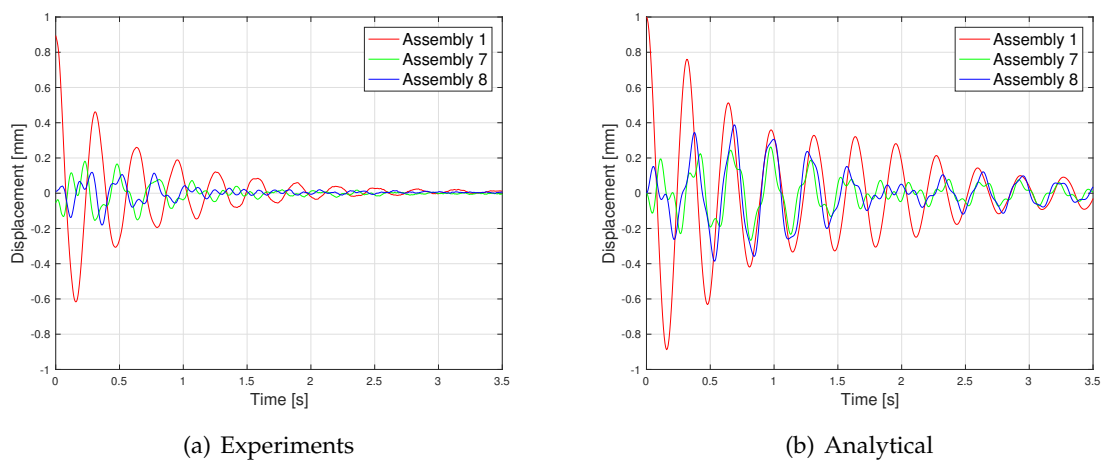 1
0.8
0.6
0.4
0.2
0
-0.2
-0.4
-0.6
-0.8
-1
Displacement [mm]
0 0.5 1 1.5 2 2.5 3 3.5
Time [s]
Assembly 1
Assembly 7
Assembly 8
(a) Experiments
1
0.8
0.6
0.4
0.2
0
-0.2
-0.4
-0.6
-0.8
-1
Displacement [mm]
0 0.5 1 1.5 2 2.5 3 3.5
Time [s]
Assembly 1
Assembly 7
Assembly 8
(b) Analytical